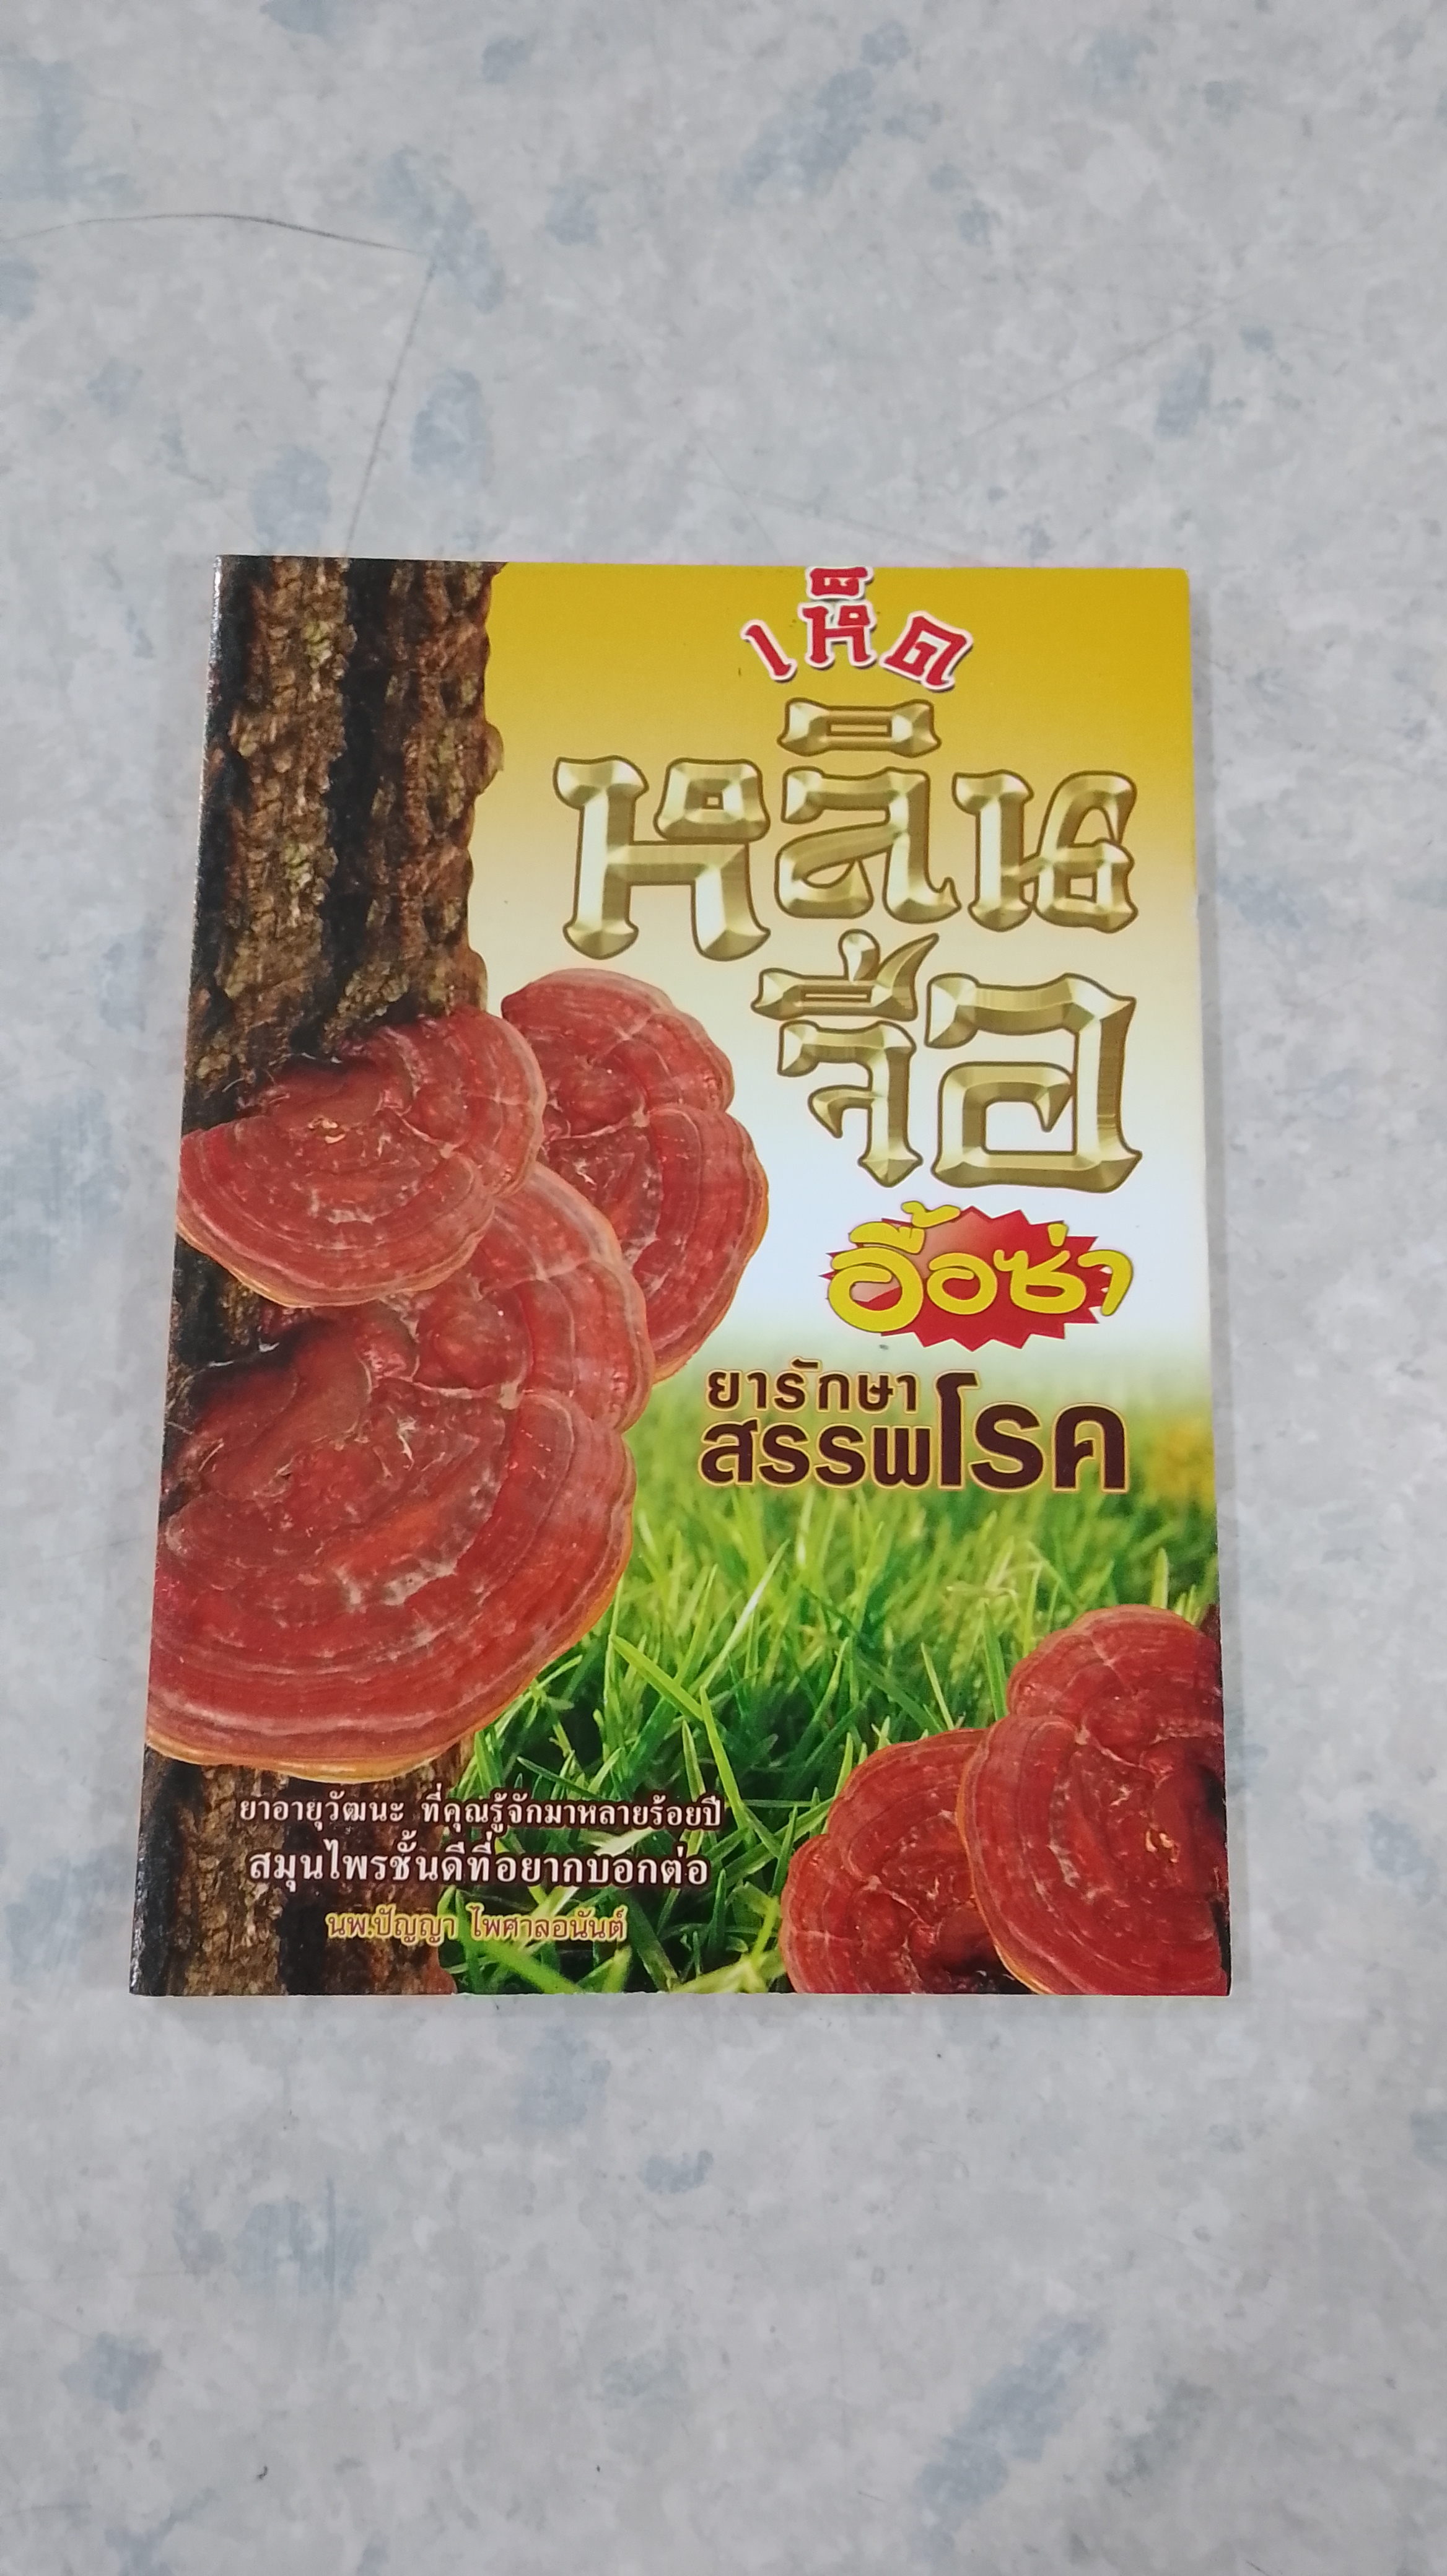 เห็ด
หลิน
จือ
อื้อซ่า
ยารักษา
สรรพโรค
ยาอายุวัฒนะ ที่คุณรู้จักมาหลายร้อยปี
สมุนไพรชั้นดีที่อยากบอกต่อ
นพ.ปัญญา ไพศาลอนันต์